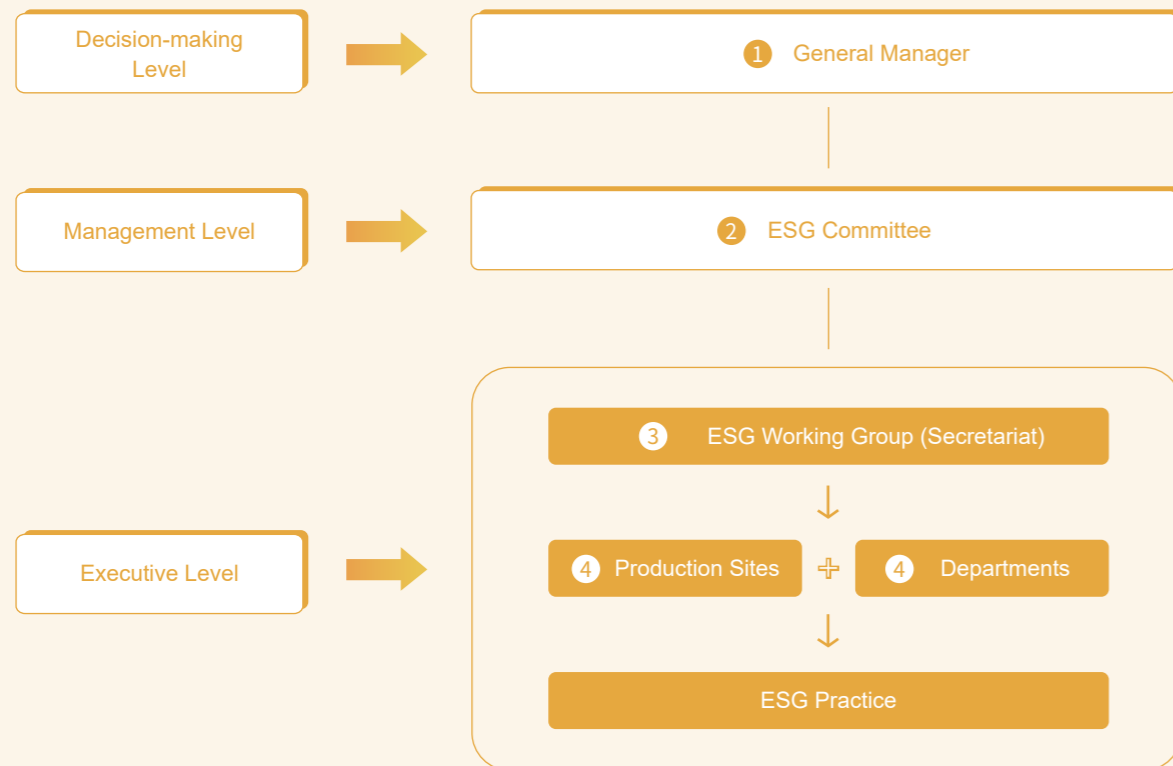 Decision-making
Level
1 General Manager
Management Level
2 ESG Committee
3 ESG Working Group (Secretariat)
Executive Level
4 Production Sites
4 Departments
ESG Practice